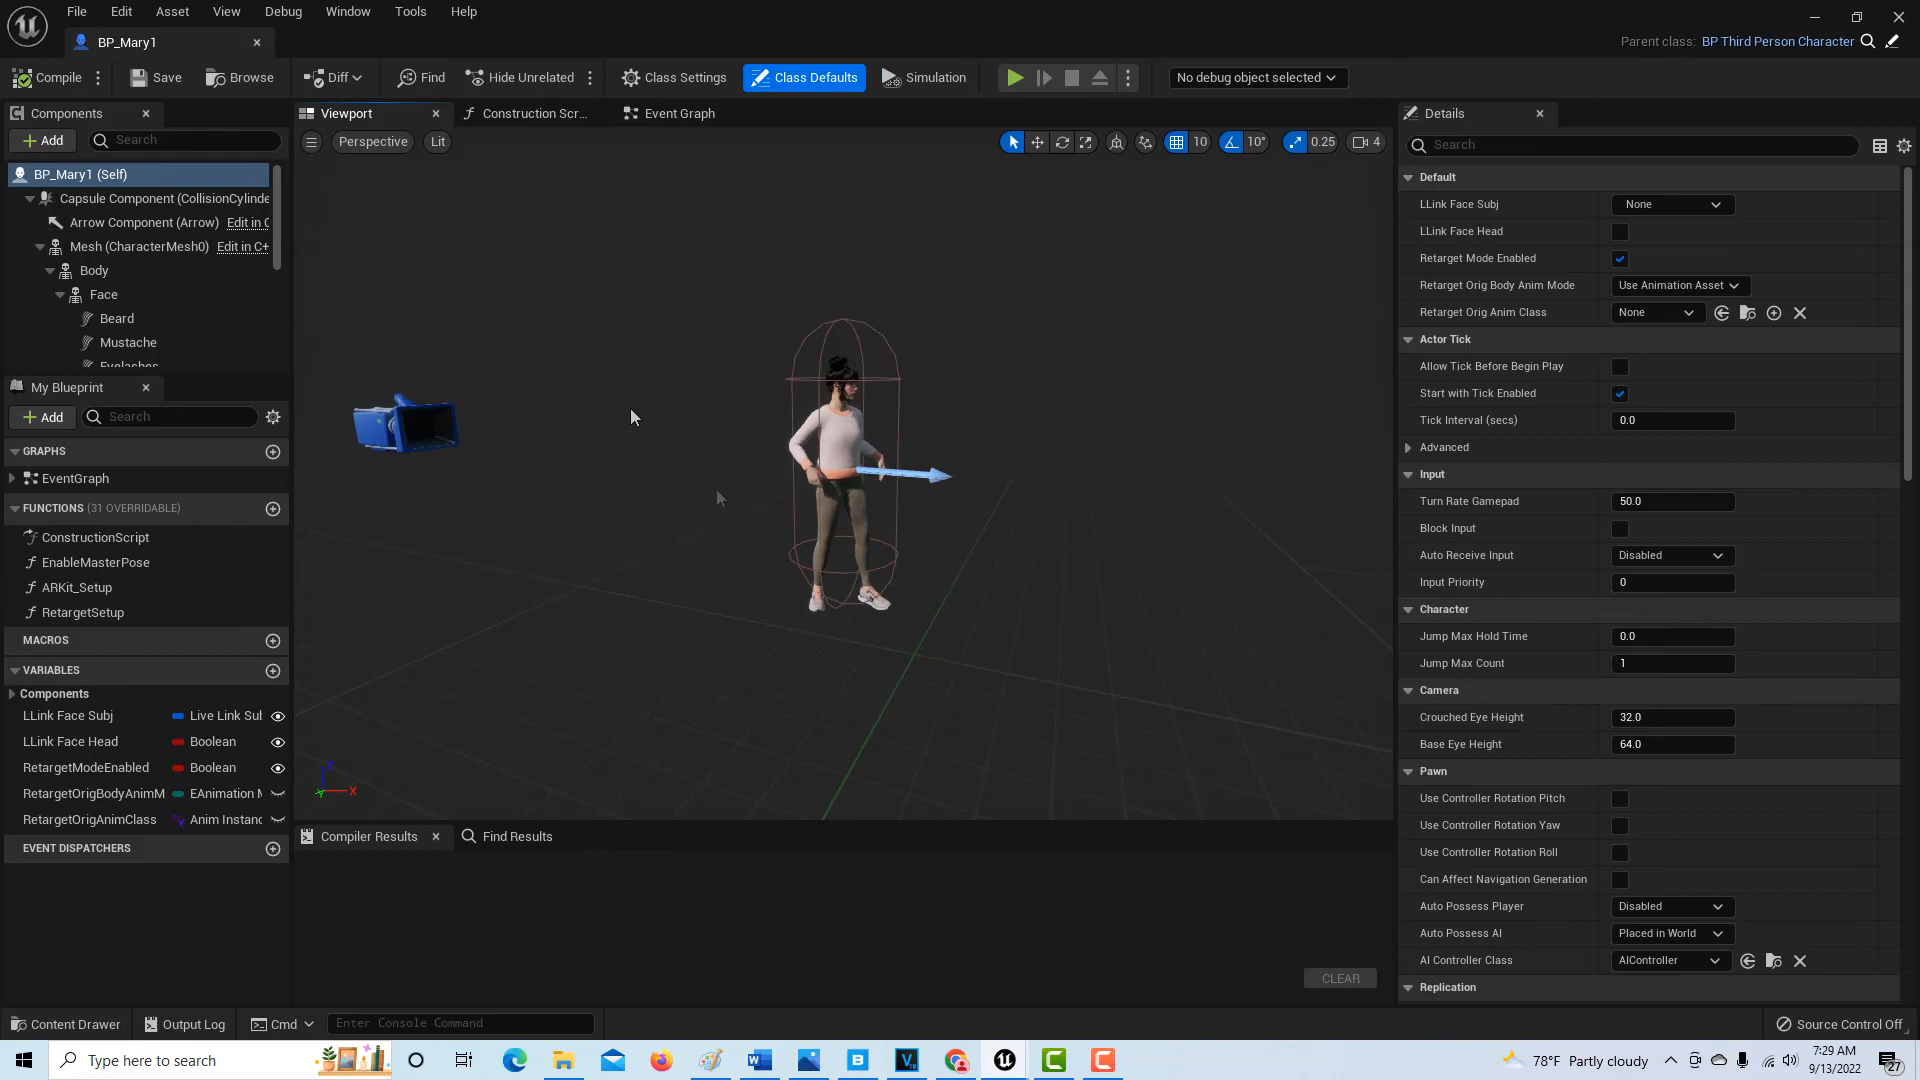 File Edit Asset View Debug Window Tools Help
BP_Mary1
Parent class: BP Third Person Character
Compile Save Browse Diff Find Hide Unrelated Class Settings Class Defaults Simulation No debug object selected
Components
Add Search
BP_Mary1 (Self)
Capsule Component (CollisionCylinde
Arrow Component (Arrow) Edit in C
Mesh (CharacterMesh0) Edit in C+
Body
Face
Beard
Mustache
Eyelashes
My Blueprint
Add Search
GRAPHS
EventGraph
FUNCTIONS (31 OVERRIDABLE)
ConstructionScript
EnableMasterPose
ARKit_Setup
RetargetSetup
MACROS
VARIABLES
Components
LLink Face Subj Live Link Sub
LLink Face Head Boolean
RetargetModeEnabled Boolean
RetargetOrigBodyAnimM EAnimation M
RetargetOrigAnimClass Anim Instanc
EVENT DISPATCHERS
Viewport Construction Scr... Event Graph
Perspective Lit 10 10° 0.25 4
Z
X
Y
Compiler Results Find Results
CLEAR
Details
Search
Default
LLink Face Subj None
LLink Face Head
Retarget Mode Enabled
Retarget Orig Body Anim Mode Use Animation Asset
Retarget Orig Anim Class None
Actor Tick
Allow Tick Before Begin Play
Start with Tick Enabled
Tick Interval (secs) 0.0
Advanced
Input
Turn Rate Gamepad 50.0
Block Input
Auto Receive Input Disabled
Input Priority 0
Character
Jump Max Hold Time 0.0
Jump Max Count 1
Camera
Crouched Eye Height 32.0
Base Eye Height 64.0
Pawn
Use Controller Rotation Pitch
Use Controller Rotation Yaw
Use Controller Rotation Roll
Can Affect Navigation Generation
Auto Possess Player Disabled
Auto Possess AI Placed in World
AI Controller Class AIController
Replication
Content Drawer Output Log Cmd Enter Console Command Source Control Off
Type here to search 78°F Partly cloudy 7:29 AM
9/13/2022 27